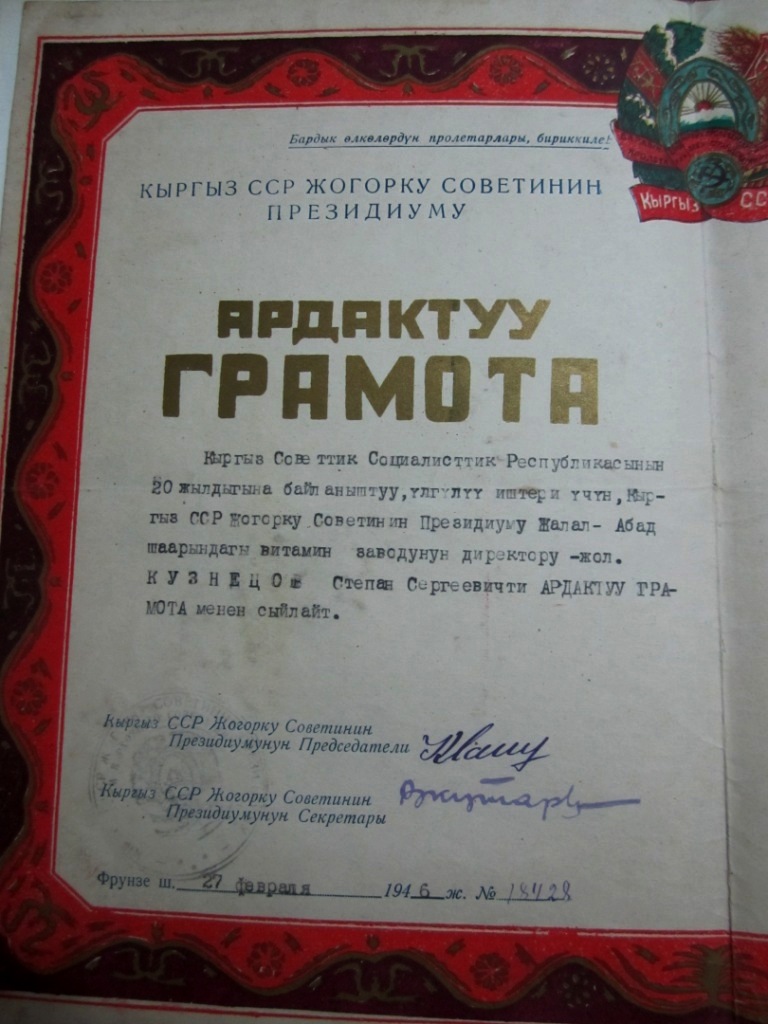 Бардык өлкөлөрдүн пролетарлары, бириккиле!
КЫРГЫЗ ССР ЖОГОРКУ СОВЕТИНИН
ПРЕЗИДИУМУ
Кыргыз СС
АРДАКТУУ
ГРАМОТА
Кыргыз Советтик Социалисттик Республикасынын
20 жылдыгына байланыштуу, үлгүлүү иштери үчүн, Кыр-
гыз ССР Жогорку Советинин Президиуму Жалал- Абад
шаарындагы витамин заводунун директору -жол.
КУЗНЕЦОВ Степан Сергеевичти АРДАКТУУ ГРА-
МОТА менен сыйлайт.
Кыргыз ССР Жогорку Советинин
Президиумунун Председатели
Кыргыз ССР Жогорку Советинин
Президиумунун Секретары
Фрунзе ш. 27 февраля 1946 ж. №